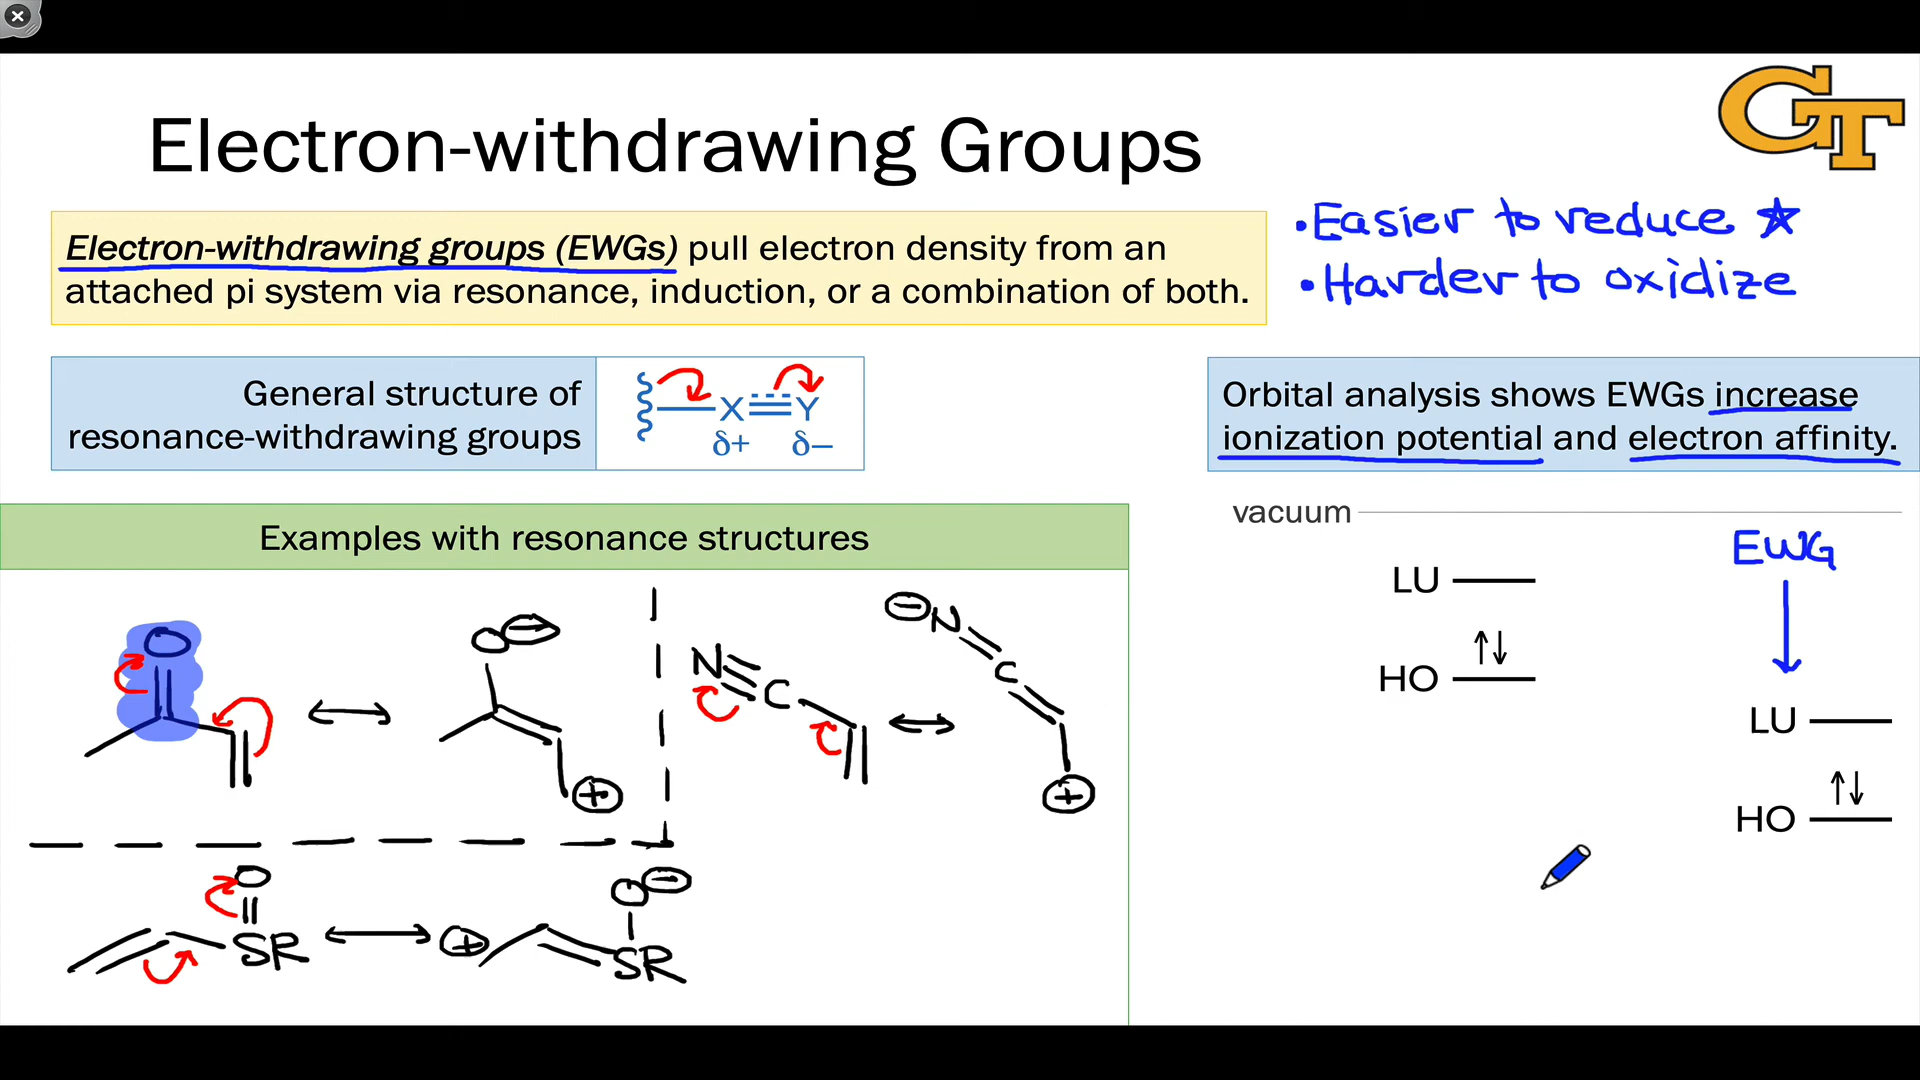 Electron-withdrawing Groups
GT
Electron-withdrawing groups (EWGs) pull electron density from an
attached pi system via resonance, induction, or a combination of both.
• Easier to reduce ☆
• Harder to oxidize
General structure of
resonance-withdrawing groups
X Y
δ+ δ–
Orbital analysis shows EWGs increase
ionization potential and electron affinity.
Examples with resonance structures
vacuum
EWG
LU
HO ↑↓
LU
HO ↑↓
O
O ⊖
⊕
N C
⊖ N
C
⊕
O
SR
O ⊖
⊕
SR